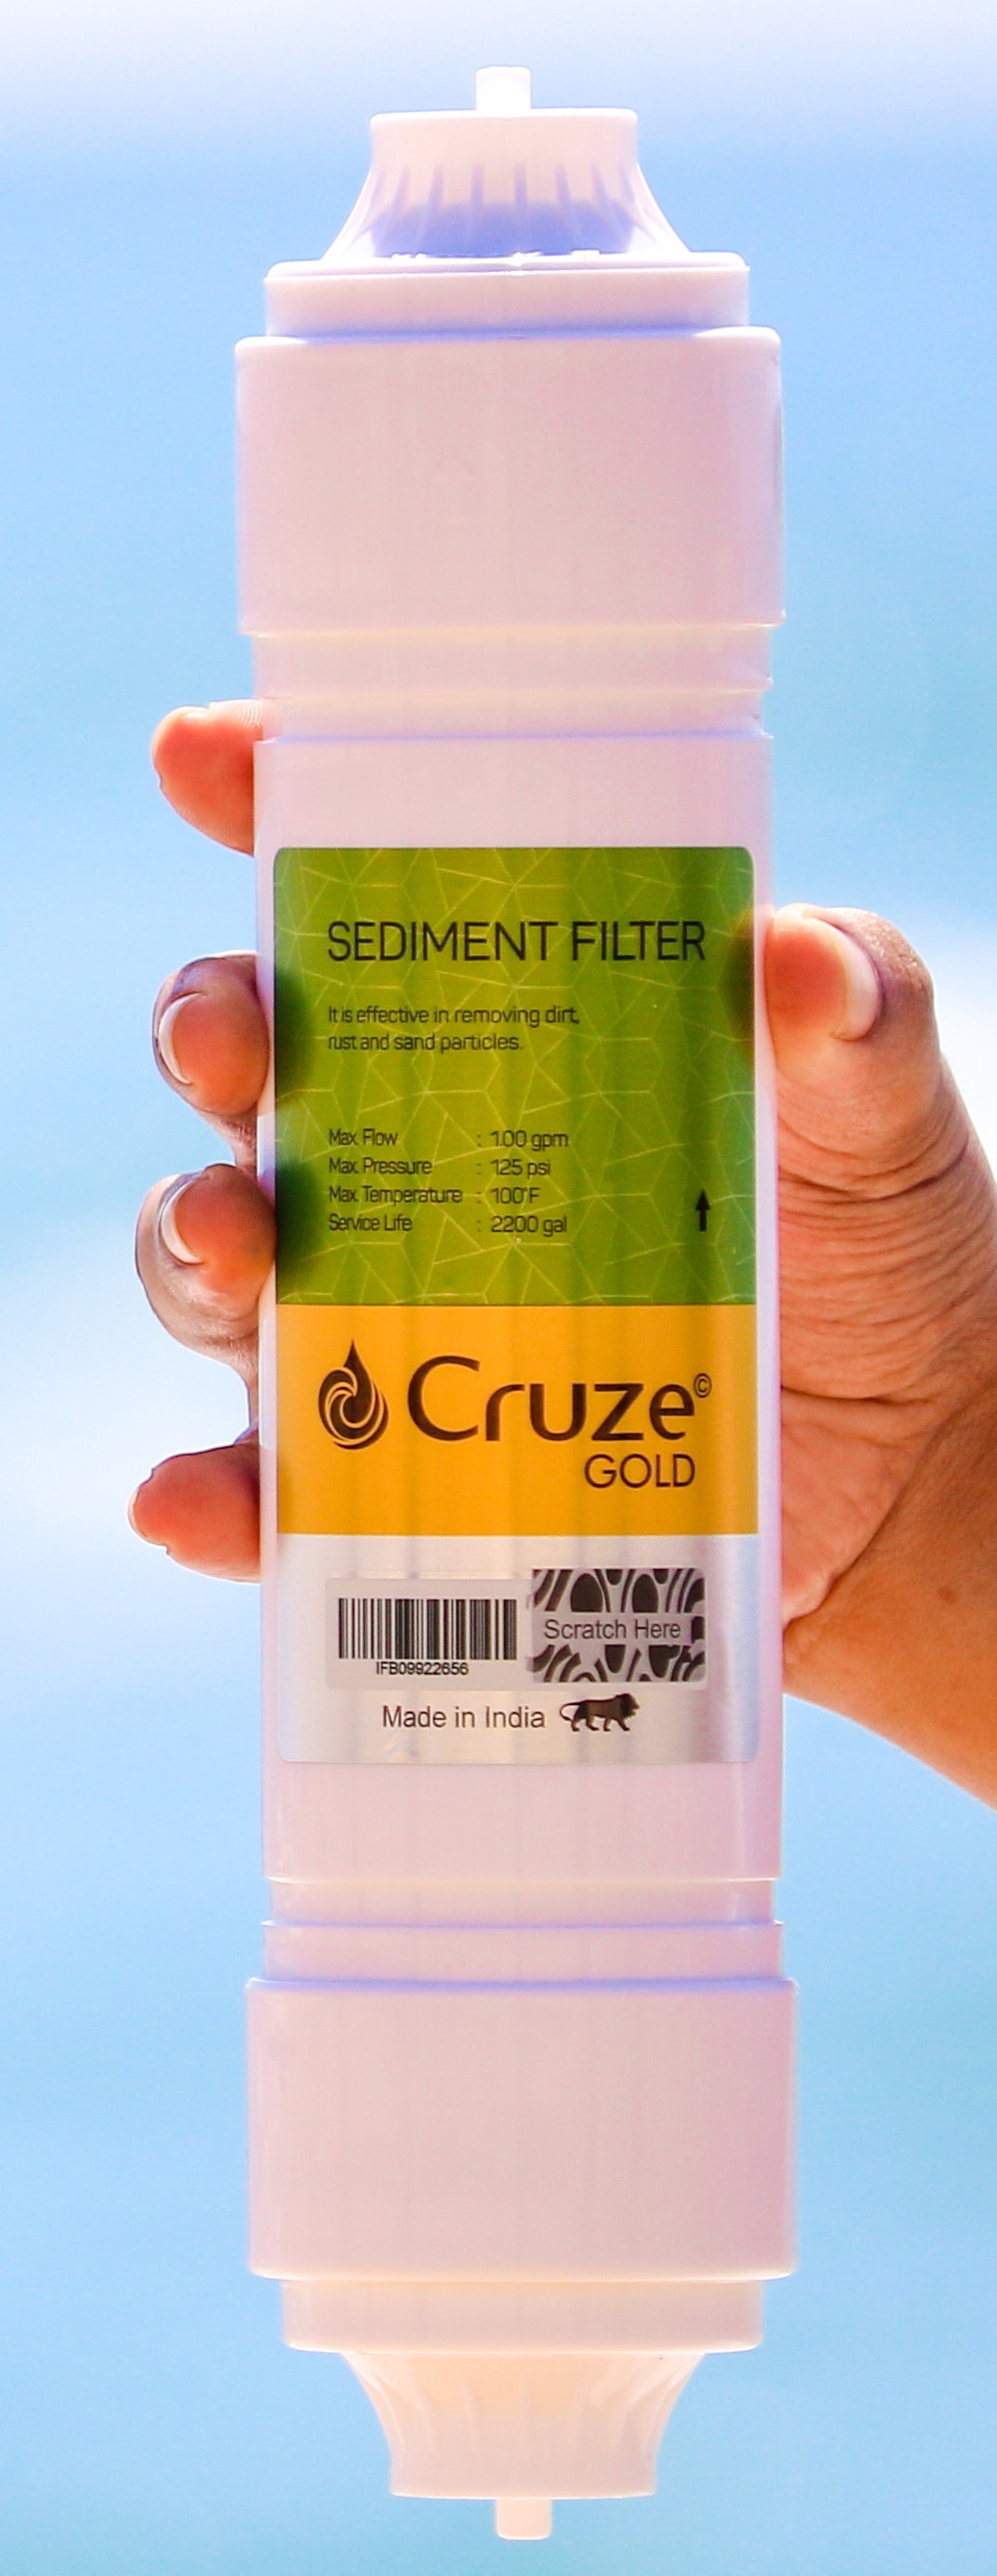 SEDIMENT FILTER
It is effective in removing dirt,
rust and sand particles.
Max. Flow : 1.00 gpm
Max. Pressure : 125 psi
Max. Temperature : 100°F
Service Life : 2200 gal
Cruze©
GOLD
Scratch Here
IFB09922656
Made in India